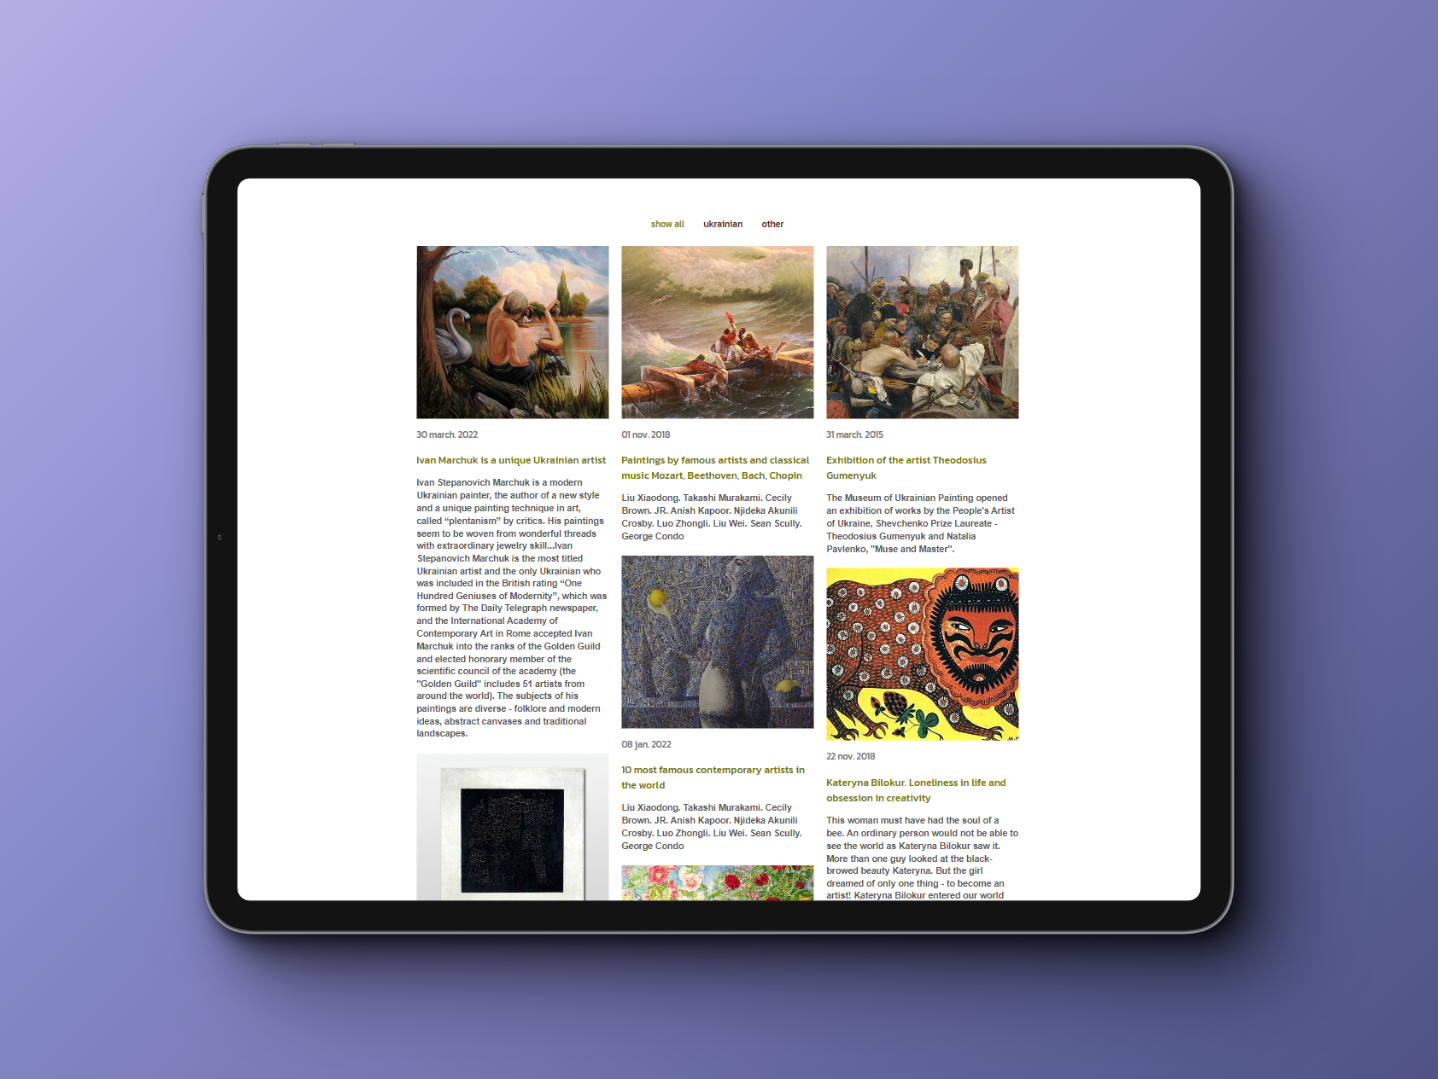 show all ukrainian other
30 march. 2022
Ivan Marchuk is a unique Ukrainian artist
Ivan Stepanovich Marchuk is a modern
Ukrainian painter, the author of a new style
and a unique painting technique in art,
called “plentanism” by critics. His paintings
seem to be woven from wonderful threads
with extraordinary jewelry skill...Ivan
Stepanovich Marchuk is the most titled
Ukrainian artist and the only Ukrainian who
was included in the British rating “One
Hundred Geniuses of Modernity”, which was
formed by The Daily Telegraph newspaper,
and the International Academy of
Contemporary Art in Rome accepted Ivan
Marchuk into the ranks of the Golden Guild
and elected honorary member of the
scientific council of the academy (the
"Golden Guild" includes 51 artists from
around the world). The subjects of his
paintings are diverse - folklore and modern
ideas, abstract canvases and traditional
landscapes.
01 nov. 2018
Paintings by famous artists and classical
music Mozart, Beethoven, Bach, Chopin
Liu Xiaodong. Takashi Murakami. Cecily
Brown. JR. Anish Kapoor. Njideka Akunili
Crosby. Luo Zhongli. Liu Wei. Sean Scully.
George Condo
08 jan. 2022
10 most famous contemporary artists in
the world
Liu Xiaodong. Takashi Murakami. Cecily
Brown. JR. Anish Kapoor. Njideka Akunili
Crosby. Luo Zhongli. Liu Wei. Sean Scully.
George Condo
31 march. 2015
Exhibition of the artist Theodosius
Gumenyuk
The Museum of Ukrainian Painting opened
an exhibition of works by the People's Artist
of Ukraine, Shevchenko Prize Laureate -
Theodosius Gumenyuk and Natalia
Pavlenko, "Muse and Master".
22 nov. 2018
Kateryna Bilokur. Loneliness in life and
obsession in creativity
This woman must have had the soul of a
bee. An ordinary person would not be able to
see the world as Kateryna Bilokur saw it.
More than one guy looked at the black-
browed beauty Kateryna. But the girl
dreamed of only one thing - to become an
artist! Kateryna Bilokur entered our world